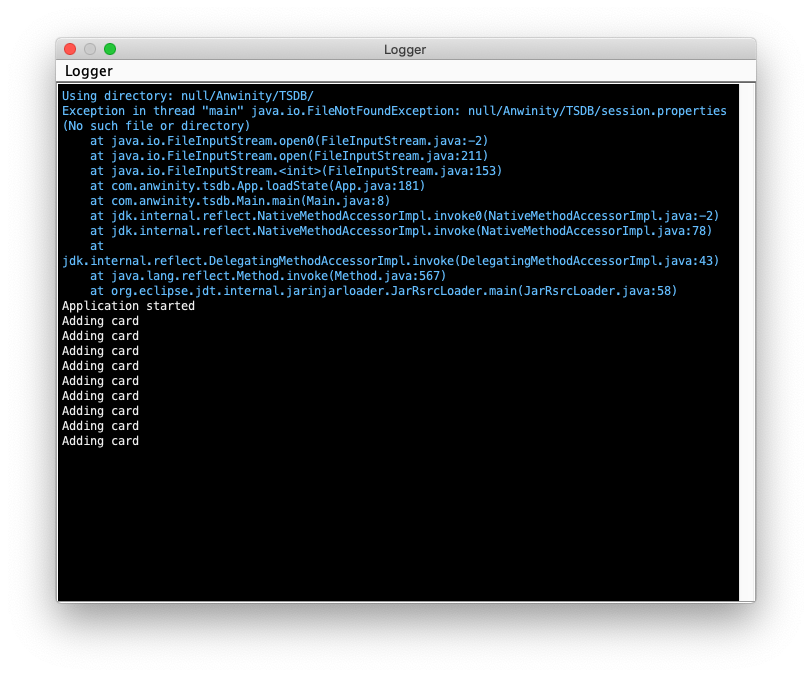 Logger
Logger
Using directory: null/Anwinity/TSDB/
Exception in thread "main" java.io.FileNotFoundException: null/Anwinity/TSDB/session.properties
(No such file or directory)
at java.io.FileInputStream.open0(FileInputStream.java:-2)
at java.io.FileInputStream.open(FileInputStream.java:211)
at java.io.FileInputStream.<init>(FileInputStream.java:153)
at com.anwinity.tsdb.App.loadState(App.java:181)
at com.anwinity.tsdb.Main.main(Main.java:8)
at jdk.internal.reflect.NativeMethodAccessorImpl.invoke0(NativeMethodAccessorImpl.java:-2)
at jdk.internal.reflect.NativeMethodAccessorImpl.invoke(NativeMethodAccessorImpl.java:78)
at
jdk.internal.reflect.DelegatingMethodAccessorImpl.invoke(DelegatingMethodAccessorImpl.java:43)
at java.lang.reflect.Method.invoke(Method.java:567)
at org.eclipse.jdt.internal.jarinjarloader.JarRsrcLoader.main(JarRsrcLoader.java:58)
Application started
Adding card
Adding card
Adding card
Adding card
Adding card
Adding card
Adding card
Adding card
Adding card